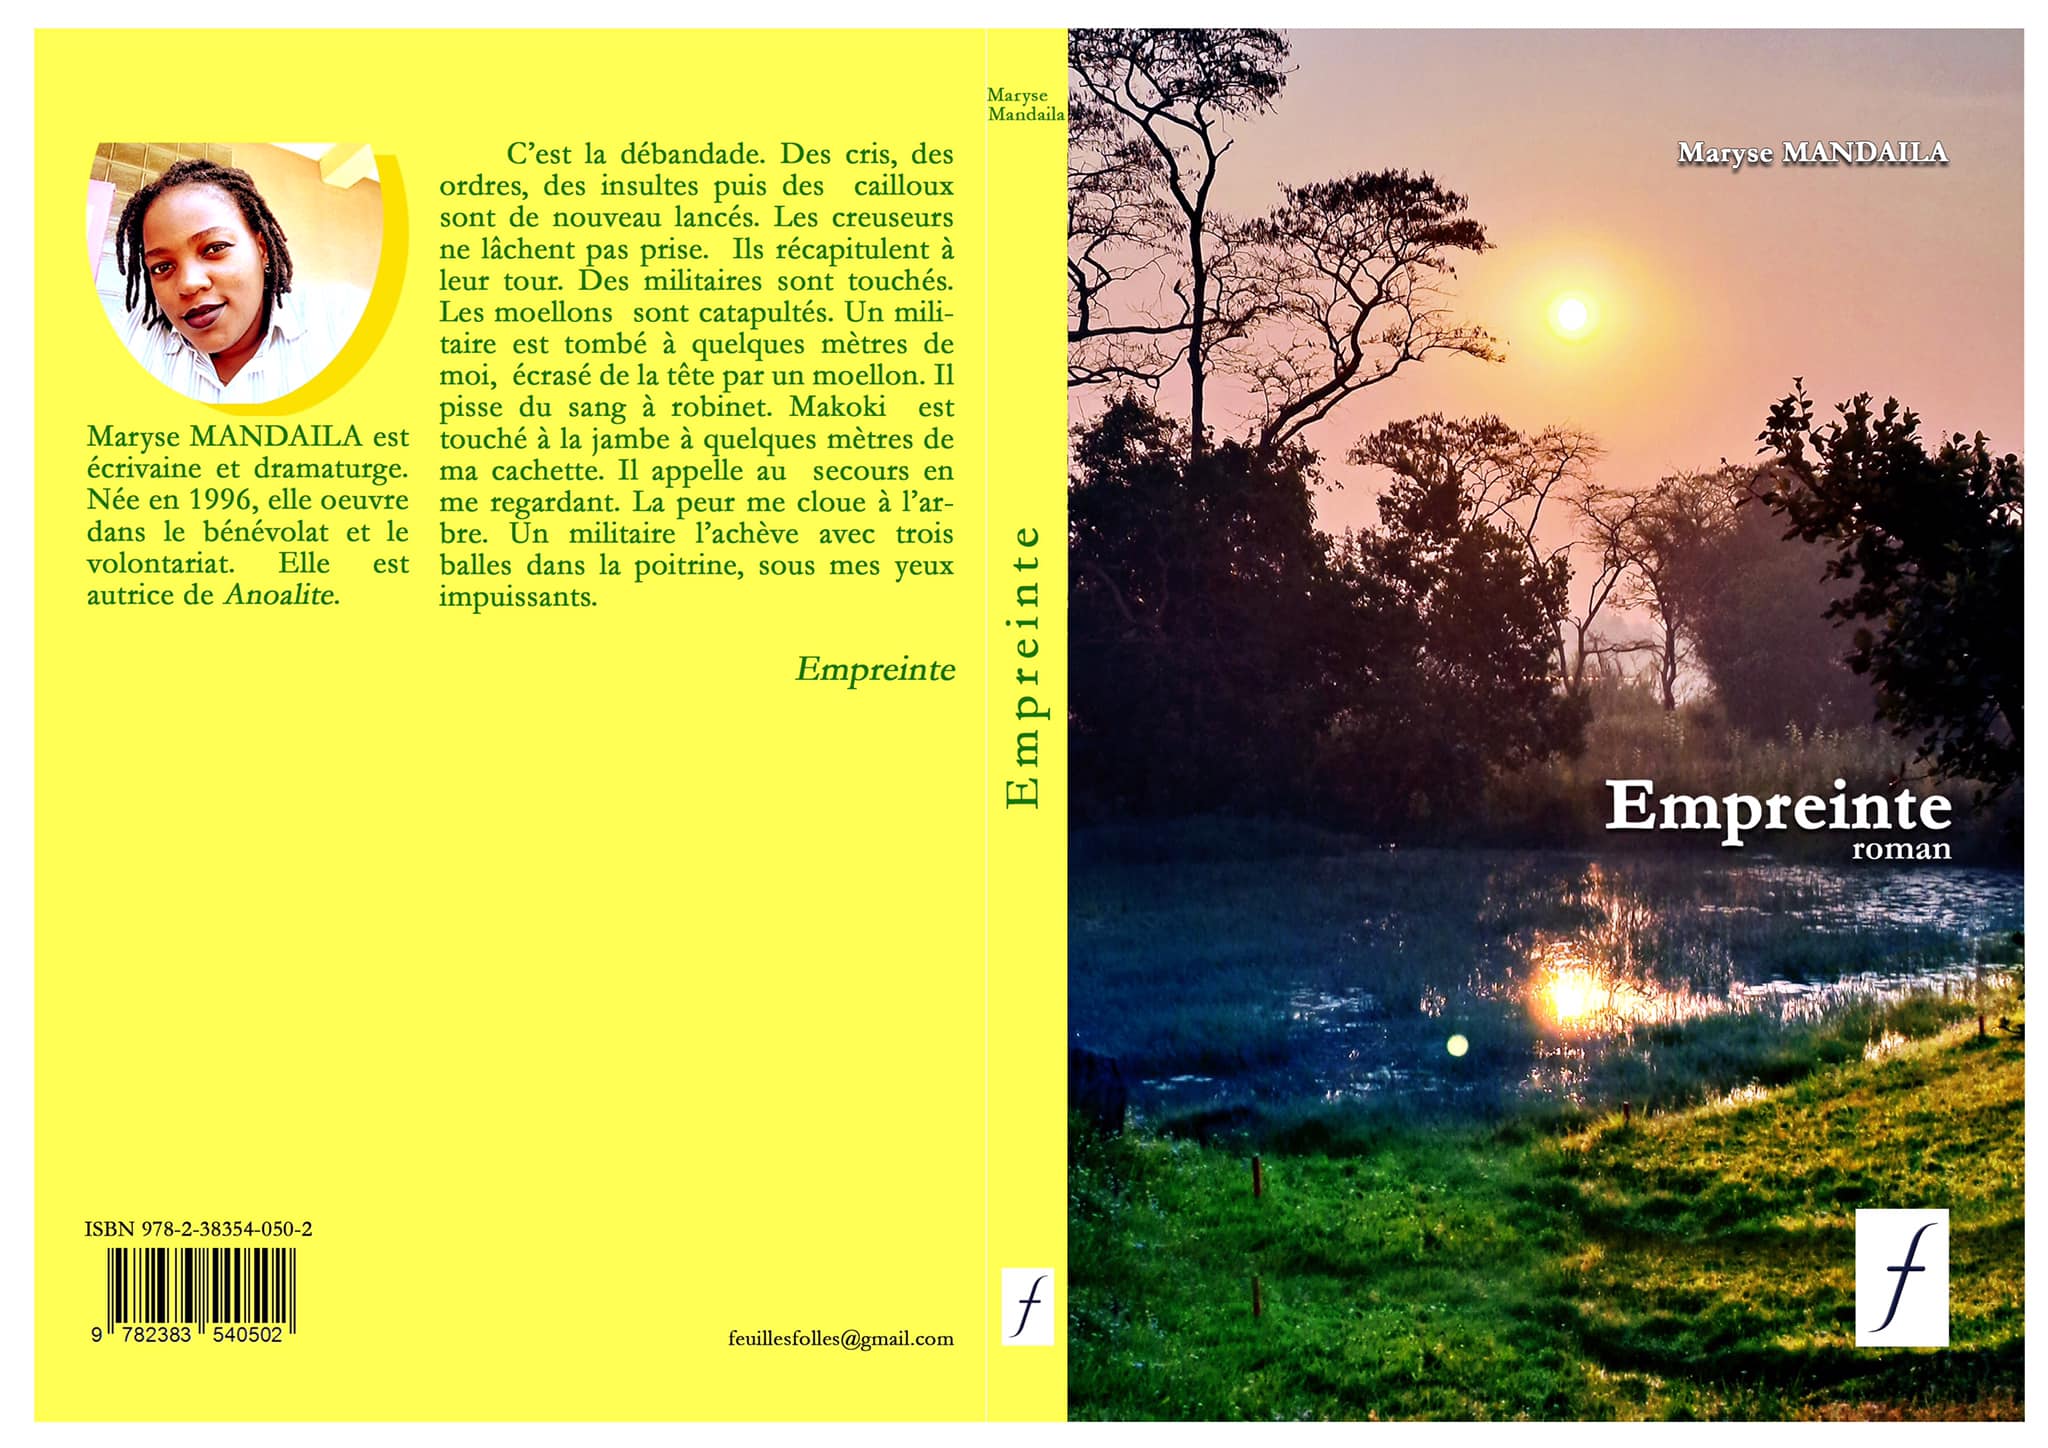 Maryse MANDAILA est
écrivaine et dramaturge.
Née en 1996, elle oeuvre
dans le bénévolat et le
volontariat. Elle est
autrice de Anoalite.
C’est la débandade. Des cris, des
ordres, des insultes puis des cailloux
sont de nouveau lancés. Les creuseurs
ne lâchent pas prise. Ils récapitulent à
leur tour. Des militaires sont touchés.
Les moellons sont catapultés. Un mili-
taire est tombé à quelques mètres de
moi, écrasé de la tête par un moellon. Il
pisse du sang à robinet. Makoki est
touché à la jambe à quelques mètres de
ma cachette. Il appelle au secours en
me regardant. La peur me cloue à l’ar-
bre. Un militaire l’achève avec trois
balles dans la poitrine, sous mes yeux
impuissants.
Empreinte
ISBN 978-2-38354-050-2
9 782383 540502
feuillesfolles@gmail.com
Maryse
Mandaila
Empreinte
f
Maryse MANDAILA
Empreinte
roman
f